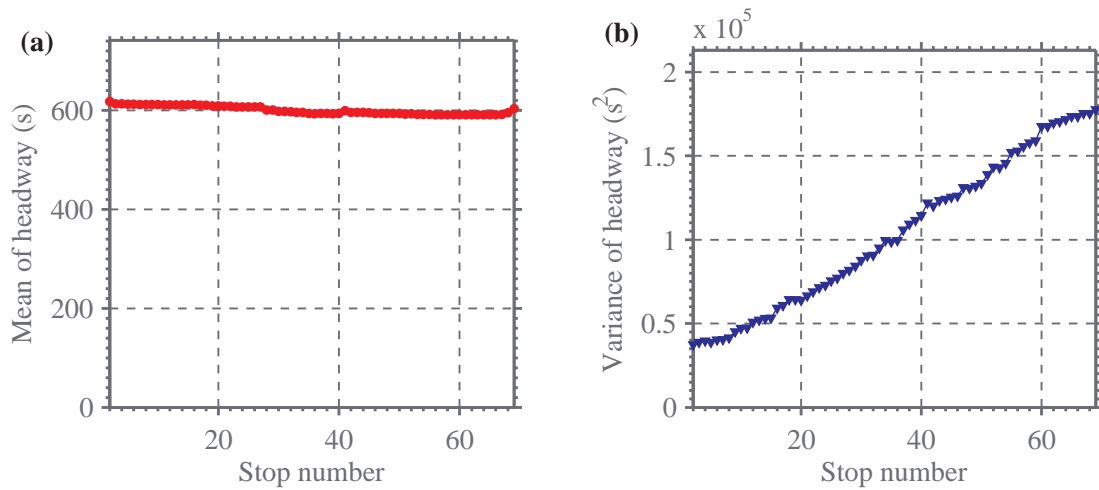 (a)
Mean of headway (s)
600
400
200
0
20
40
60
Stop number
(b)
x 10^5
Variance of headway (s^2)
2
1.5
1
0.5
0
20
40
60
Stop number